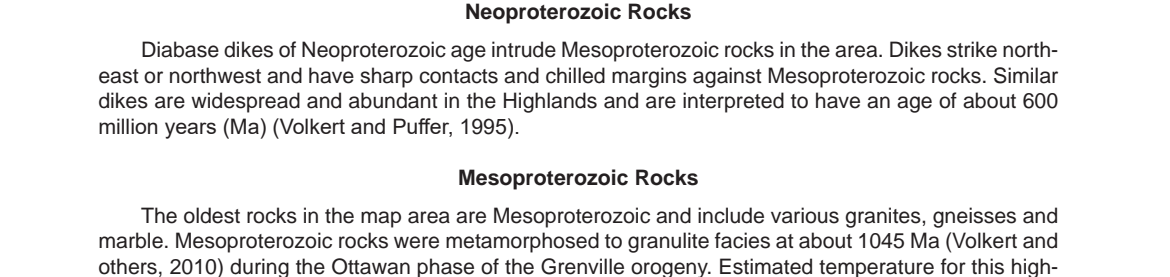 Neoproterozoic Rocks
Diabase dikes of Neoproterozoic age intrude Mesoproterozoic rocks in the area. Dikes strike north-
east or northwest and have sharp contacts and chilled margins against Mesoproterozoic rocks. Similar
dikes are widespread and abundant in the Highlands and are interpreted to have an age of about 600
million years (Ma) (Volkert and Puffer, 1995).
Mesoproterozoic Rocks
The oldest rocks in the map area are Mesoproterozoic and include various granites, gneisses and
marble. Mesoproterozoic rocks were metamorphosed to granulite facies at about 1045 Ma (Volkert and
others, 2010) during the Ottawan phase of the Grenville orogeny. Estimated temperature for this high-